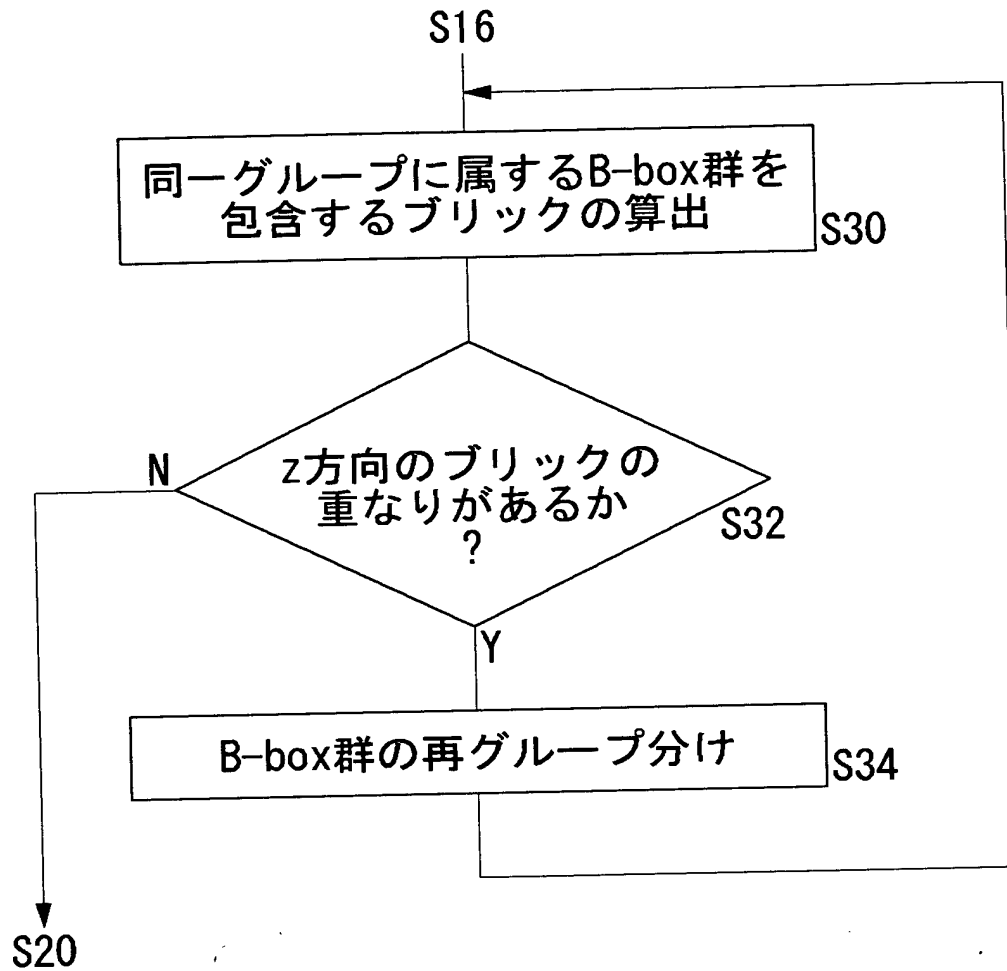 S16
同一グループに属するB-box群を
包含するブリックの算出
S30
N
z方向のブリックの
重なりがあるか
?
S32
Y
B-box群の再グループ分け
S34
S20